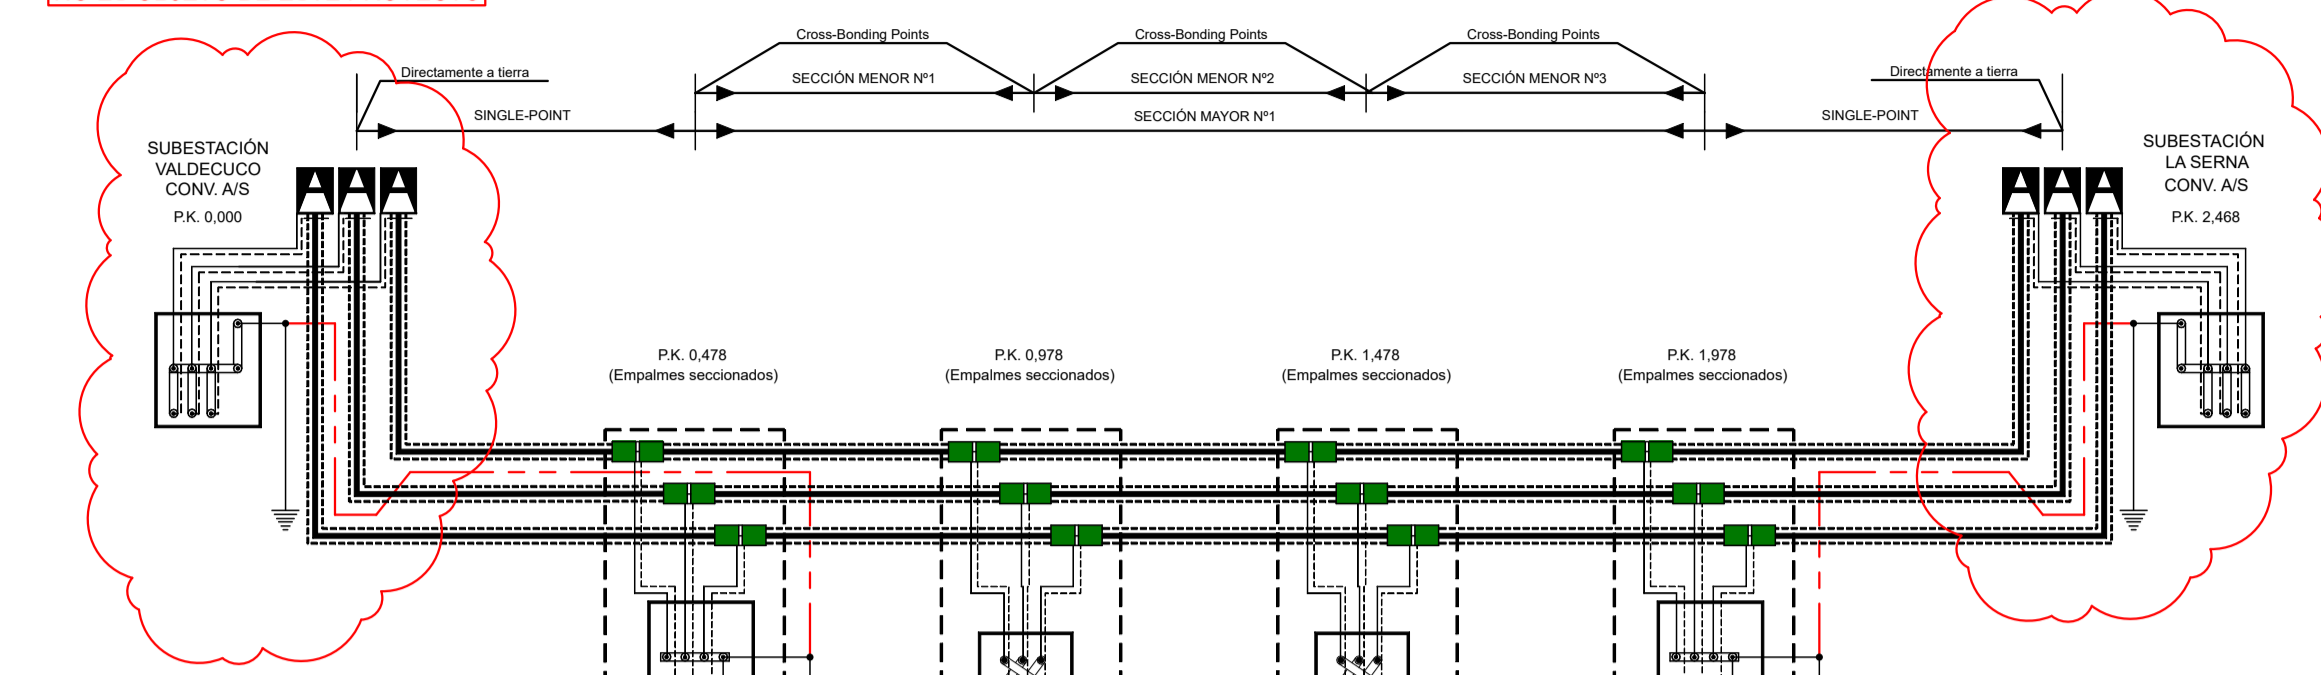 Cross-Bonding Points
Cross-Bonding Points
Cross-Bonding Points
Directamente a tierra
SECCIÓN MENOR Nº1
SECCIÓN MENOR Nº2
SECCIÓN MENOR Nº3
Directamente a tierra
SINGLE-POINT
SECCIÓN MAYOR Nº1
SINGLE-POINT
SUBESTACIÓN
VALDECUCO
CONV. A/S
P.K. 0,000
SUBESTACIÓN
LA SERNA
CONV. A/S
P.K. 2,468
P.K. 0,478
(Empalmes seccionados)
P.K. 0,978
(Empalmes seccionados)
P.K. 1,478
(Empalmes seccionados)
P.K. 1,978
(Empalmes seccionados)